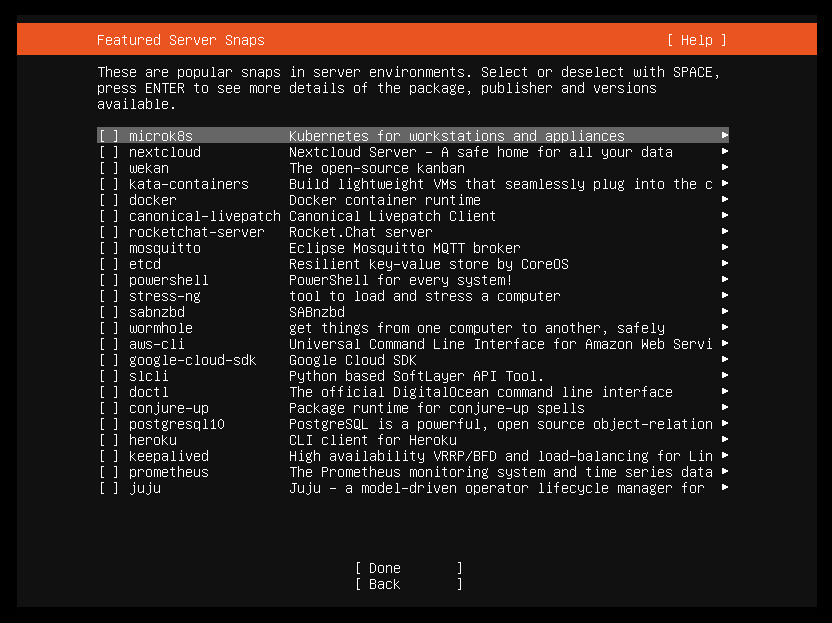 Featured Server Snaps [ Help ]
These are popular snaps in server environments. Select or deselect with SPACE,
press ENTER to see more details of the package, publisher and versions
available.
[ ] microk8s Kubernetes for workstations and appliances ▸
[ ] nextcloud Nextcloud Server - A safe home for all your data ▸
[ ] wekan The open-source kanban ▸
[ ] kata-containers Build lightweight VMs that seamlessly plug into the c ▸
[ ] docker Docker container runtime ▸
[ ] canonical-livepatch Canonical Livepatch Client ▸
[ ] rocketchat-server Rocket.Chat server ▸
[ ] mosquitto Eclipse Mosquitto MQTT broker ▸
[ ] etcd Resilient key-value store by CoreOS ▸
[ ] powershell PowerShell for every system! ▸
[ ] stress-ng tool to load and stress a computer ▸
[ ] sabnzbd SABnzbd ▸
[ ] wormhole get things from one computer to another, safely ▸
[ ] aws-cli Universal Command Line Interface for Amazon Web Servi ▸
[ ] google-cloud-sdk Google Cloud SDK ▸
[ ] slcli Python based SoftLayer API Tool. ▸
[ ] doctl The official DigitalOcean command line interface ▸
[ ] conjure-up Package runtime for conjure-up spells ▸
[ ] postgresql10 PostgreSQL is a powerful, open source object-relation ▸
[ ] heroku CLI client for Heroku ▸
[ ] keepalived High availability VRRP/BFD and load-balancing for Lin ▸
[ ] prometheus The Prometheus monitoring system and time series data ▸
[ ] juju Juju - a model-driven operator lifecycle manager for ▸
[ Done ]
[ Back ]